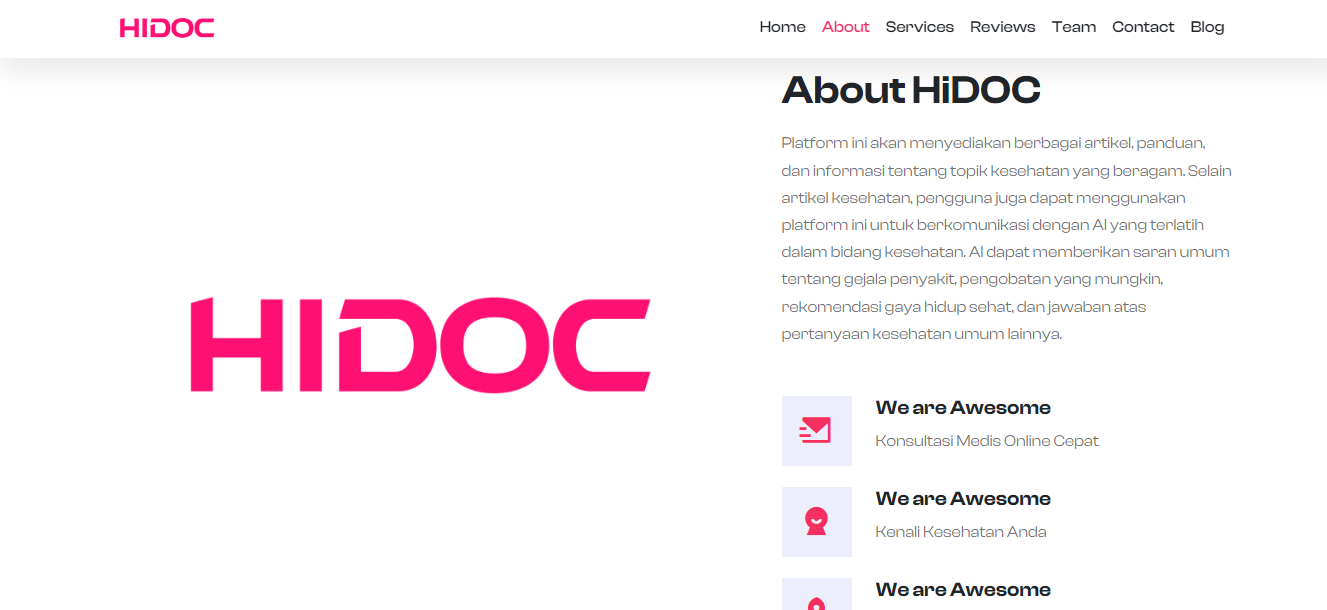 HIDOC
Home About Services Reviews Team Contact Blog
About HiDOC
Platform ini akan menyediakan berbagai artikel, panduan,
dan informasi tentang topik kesehatan yang beragam. Selain
artikel kesehatan, pengguna juga dapat menggunakan
platform ini untuk berkomunikasi dengan AI yang terlatih
dalam bidang kesehatan. AI dapat memberikan saran umum
tentang gejala penyakit, pengobatan yang mungkin,
rekomendasi gaya hidup sehat, dan jawaban atas
pertanyaan kesehatan umum lainnya.
HIDOC
We are Awesome
Konsultasi Medis Online Cepat
We are Awesome
Kenali Kesehatan Anda
We are Awesome